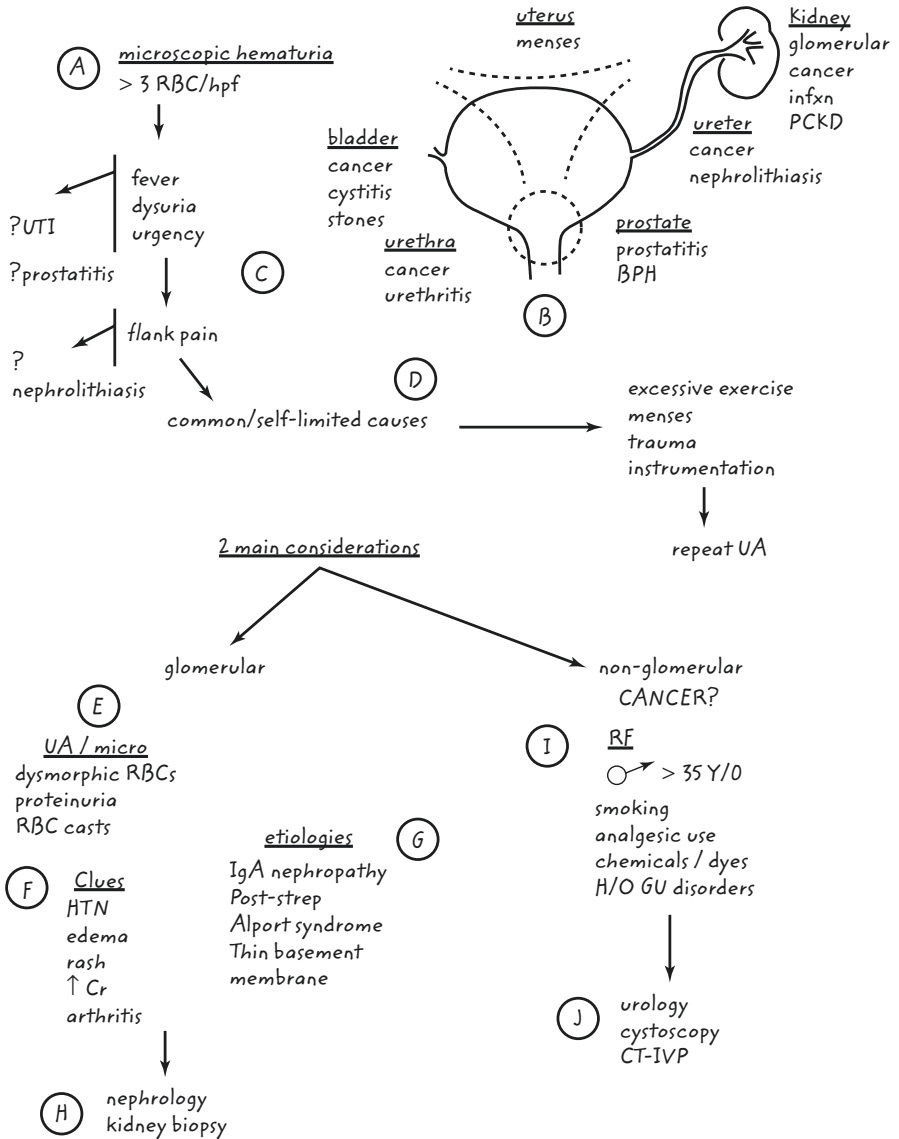 A
microscopic hematuria
> 3 RBC/hpf
uterus
menses
Kidney
glomerular
cancer
infxn
PCKD
ureter
cancer
nephrolithiasis
bladder
cancer
cystitis
stones
urethra
cancer
urethritis
prostate
prostatitis
BPH
B
fever
dysuria
urgency
?UTI
?prostatitis
C
flank pain
?
nephrolithiasis
D
common/self-limited causes
excessive exercise
menses
trauma
instrumentation
repeat UA
2 main considerations
glomerular
non-glomerular
CANCER?
E
UA / micro
dysmorphic RBCs
proteinuria
RBC casts
F
Clues
HTN
edema
rash
↑ Cr
arthritis
G
etiologies
IgA nephropathy
Post-strep
Alport syndrome
Thin basement
membrane
H
nephrology
kidney biopsy
I
RF
> 35 Y/O
smoking
analgesic use
chemicals / dyes
H/O GU disorders
J
urology
cystoscopy
CT-IVP